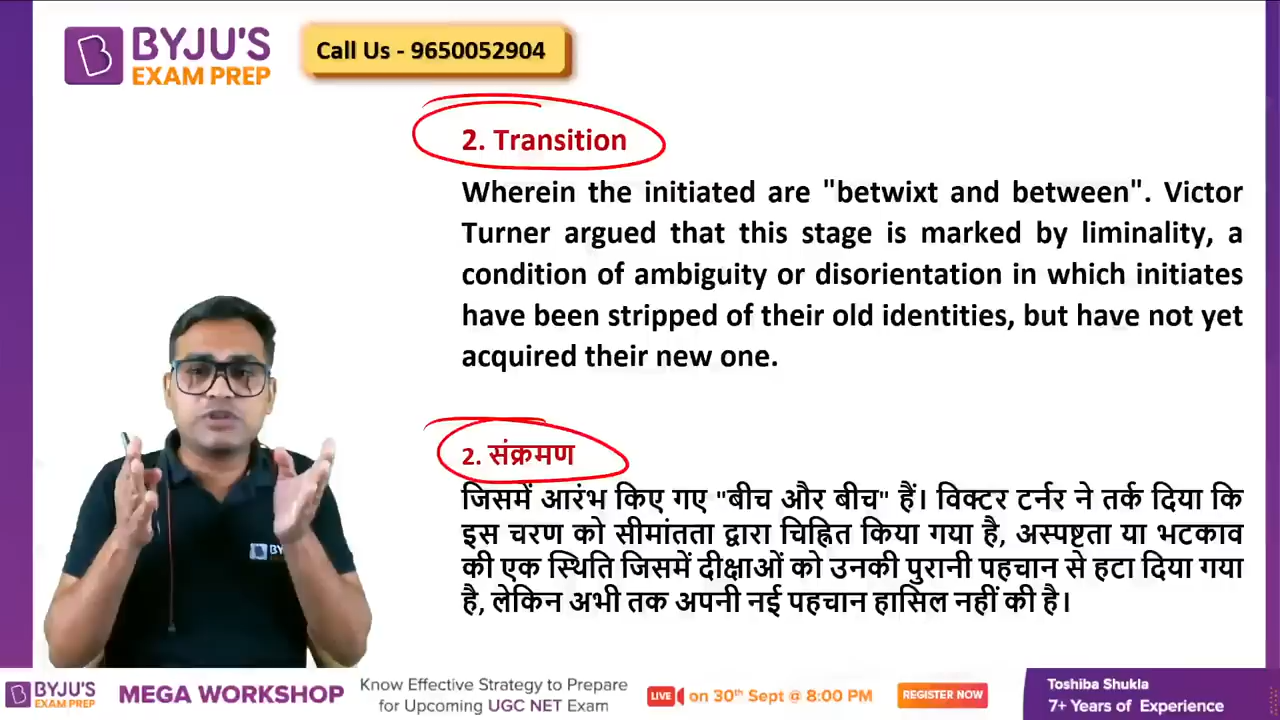 BYJU'S
EXAM PREP
Call Us - 9650052904
2. Transition
Wherein the initiated are "betwixt and between". Victor
Turner argued that this stage is marked by liminality, a
condition of ambiguity or disorientation in which initiates
have been stripped of their old identities, but have not yet
acquired their new one.
2. संक्रमण
जिसमें आरंभ किए गए "बीच और बीच" हैं। विक्टर टर्नर ने तर्क दिया कि
इस चरण को सीमांतता द्वारा चिह्नित किया गया है, अस्पष्टता या भटकाव
की एक स्थिति जिसमें दीक्षाओं को उनकी पुरानी पहचान से हटा दिया गया
है, लेकिन अभी तक अपनी नई पहचान हासिल नहीं की है।
BYJU'S
EXAM PREP
MEGA WORKSHOP
Know Effective Strategy to Prepare
for Upcoming UGC NET Exam
LIVE
on 30th Sept @ 8:00 PM
REGISTER NOW
Toshiba Shukla
7+ Years of Experience